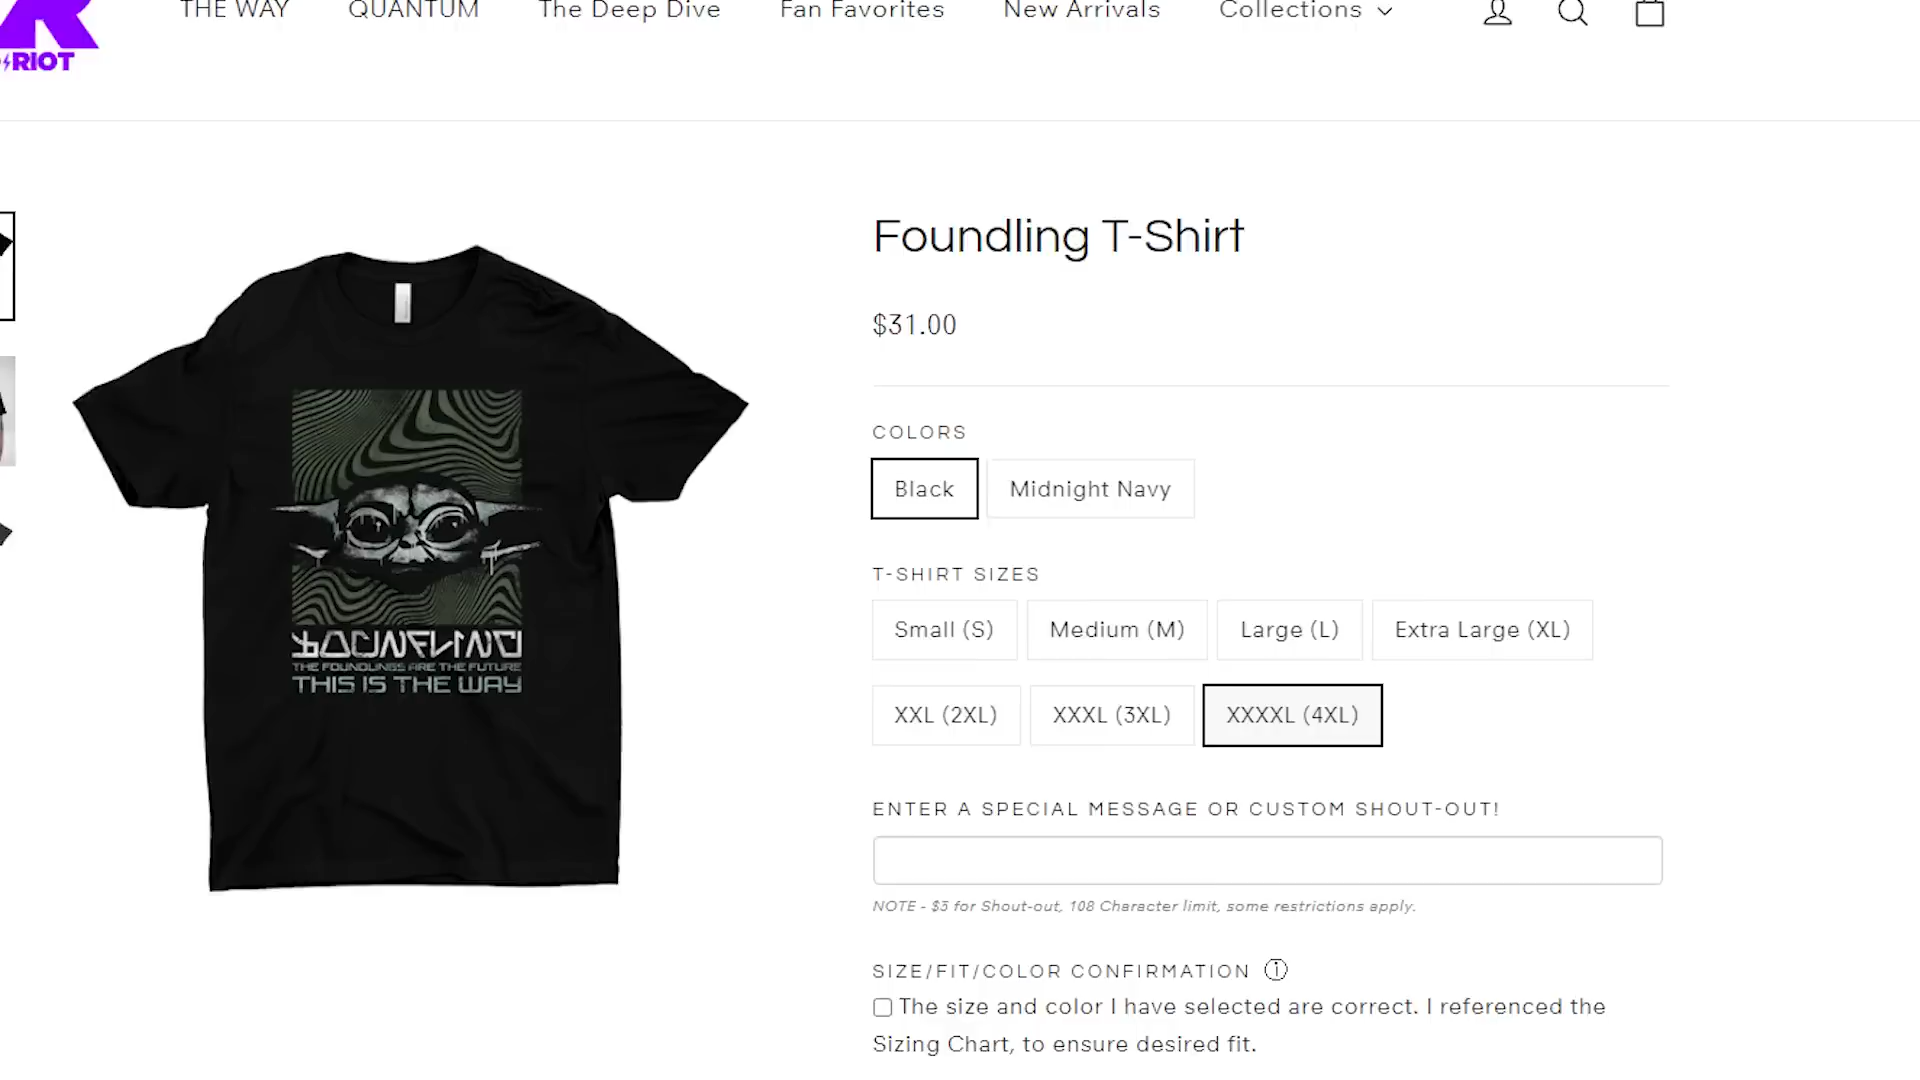 THE WAY QUANTUM The Deep Dive Fan Favorites New Arrivals Collections
RIOT
Foundling T-Shirt
$31.00
COLORS
Black Midnight Navy
T-SHIRT SIZES
Small (S) Medium (M) Large (L) Extra Large (XL)
XXL (2XL) XXXL (3XL) XXXXL (4XL)
ENTER A SPECIAL MESSAGE OR CUSTOM SHOUT-OUT!
NOTE - $3 for Shout-out, 108 Character limit, some restrictions apply.
SIZE/FIT/COLOR CONFIRMATION
The size and color I have selected are correct. I referenced the
Sizing Chart, to ensure desired fit.
THE FOUNDLINGS ARE THE FUTURE
THIS IS THE WAY